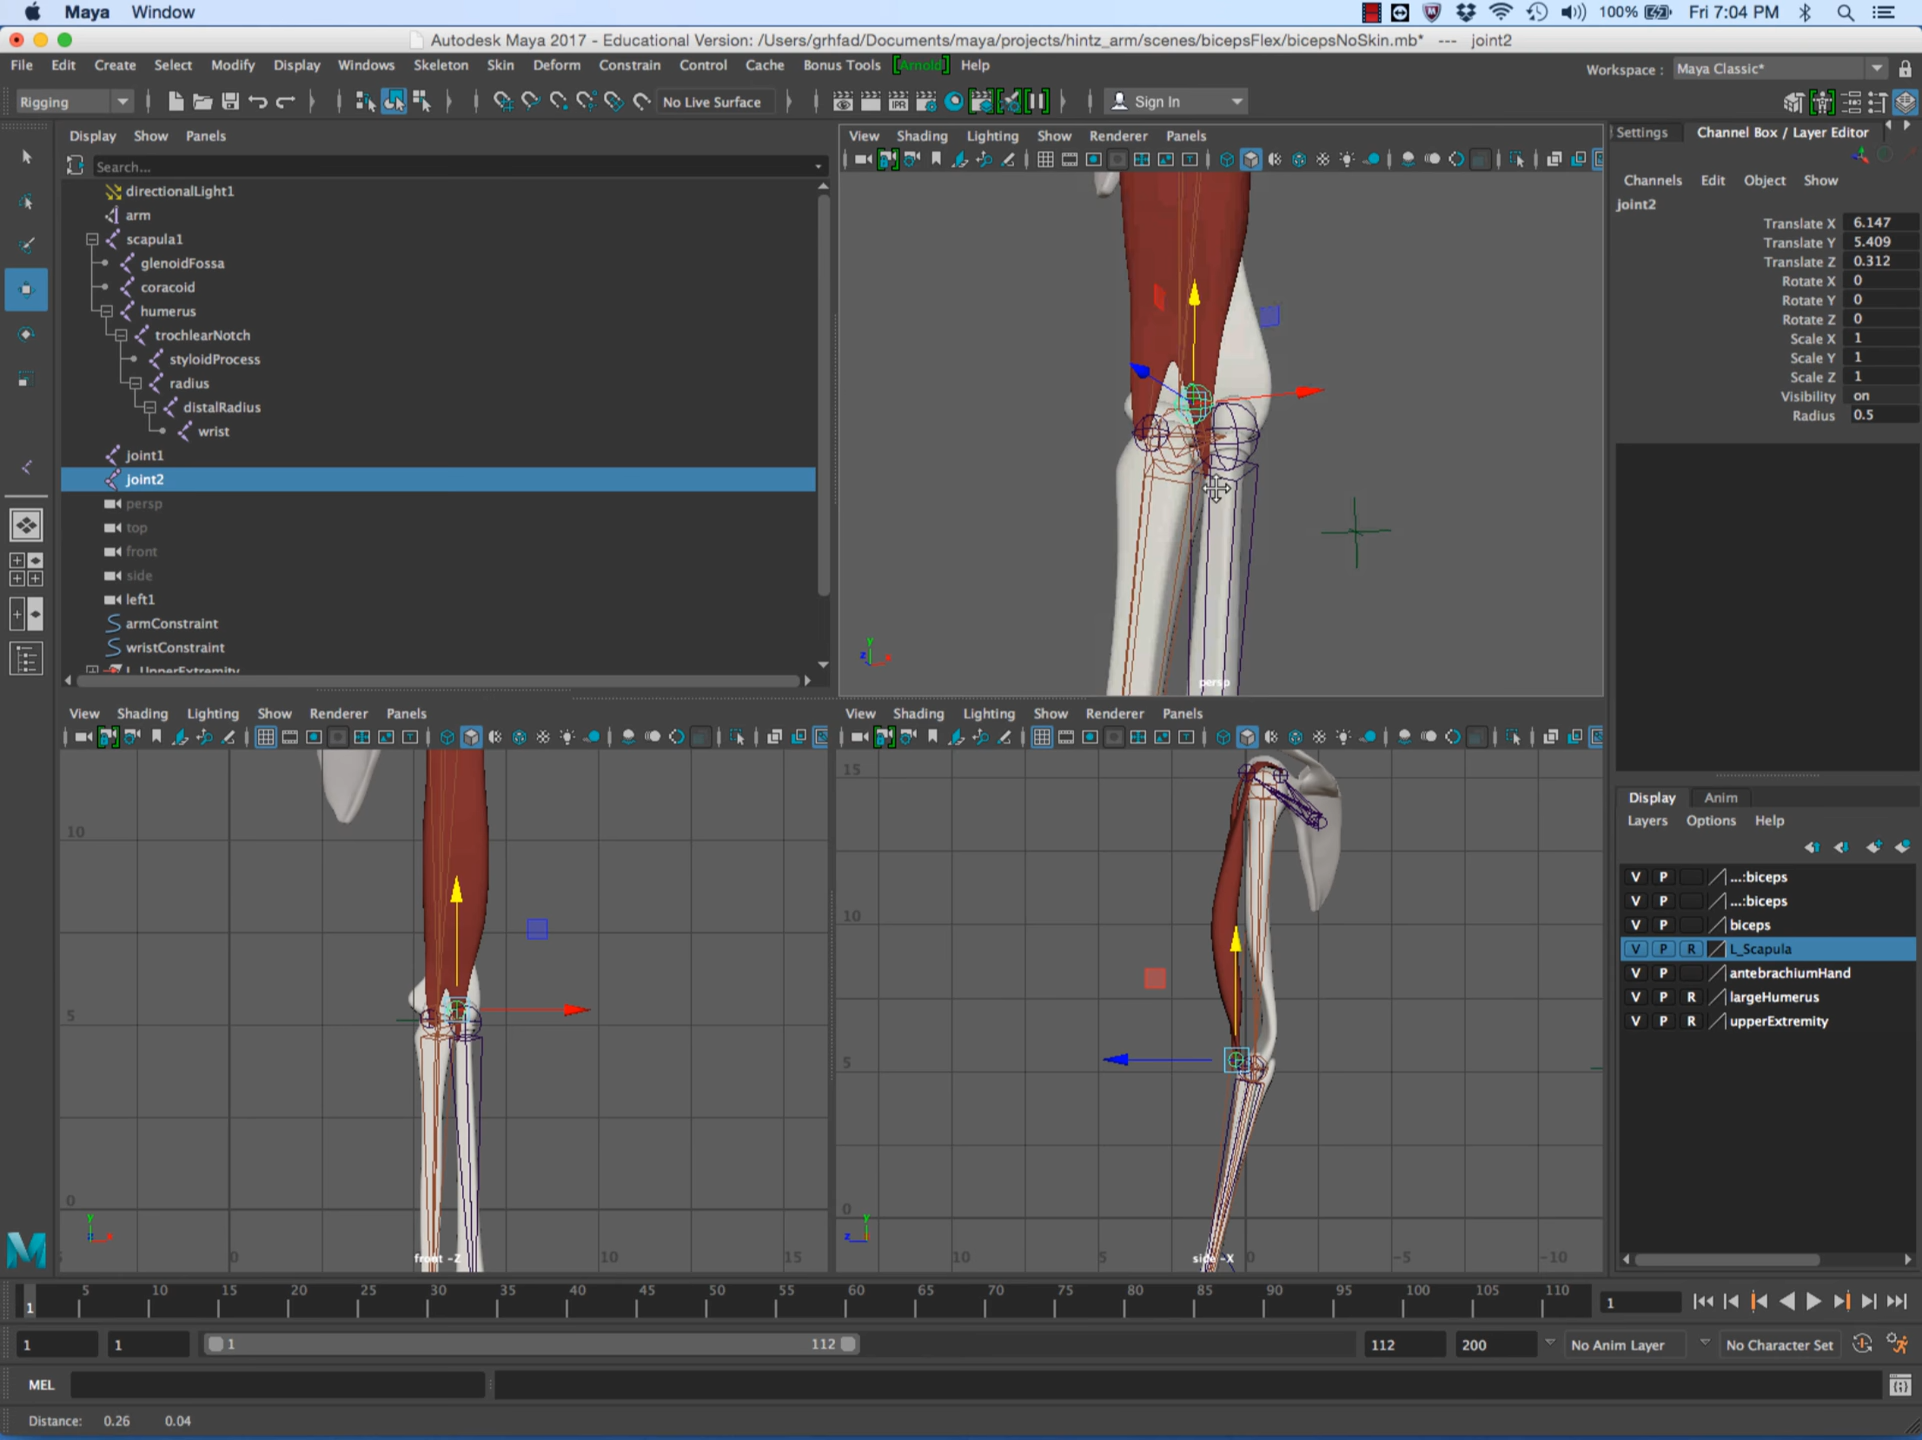 Maya Window 100% Fri 7:04 PM
Autodesk Maya 2017 - Educational Version: /Users/grhfad/Documents/maya/projects/hintz_arm/scenes/bicepsFlex/bicepsNoSkin.mb* --- joint2
File Edit Create Select Modify Display Windows Skeleton Skin Deform Constrain Control Cache Bonus Tools [Arnold] Help Workspace : Maya Classic*
Rigging No Live Surface IPR Sign In
Display Show Panels
Search...
directionalLight1
arm
scapula1
glenoidFossa
coracoid
humerus
trochlearNotch
styloidProcess
radius
distalRadius
wrist
joint1
joint2
persp
top
front
side
left1
armConstraint
wristConstraint
L_UpperExtremity
View Shading Lighting Show Renderer Panels
y
z x
persp
Settings Channel Box / Layer Editor
Channels Edit Object Show
joint2
Translate X 6.147
Translate Y 5.409
Translate Z 0.312
Rotate X 0
Rotate Y 0
Rotate Z 0
Scale X 1
Scale Y 1
Scale Z 1
Visibility on
Radius 0.5
View Shading Lighting Show Renderer Panels
10
5
0
0 10 15
front -Z
View Shading Lighting Show Renderer Panels
15
10
5
0
10 5 0 -5 -10
side -X
Display Anim
Layers Options Help
V P ...:biceps
V P ...:biceps
V P biceps
V P R L_Scapula
V P antebrachiumHand
V P R largeHumerus
V P R upperExtremity
1 5 10 15 20 25 30 35 40 45 50 55 60 65 70 75 80 85 90 95 100 105 110 1
1 1 1 112 112 200 No Anim Layer No Character Set
MEL
Distance: 0.26 0.04